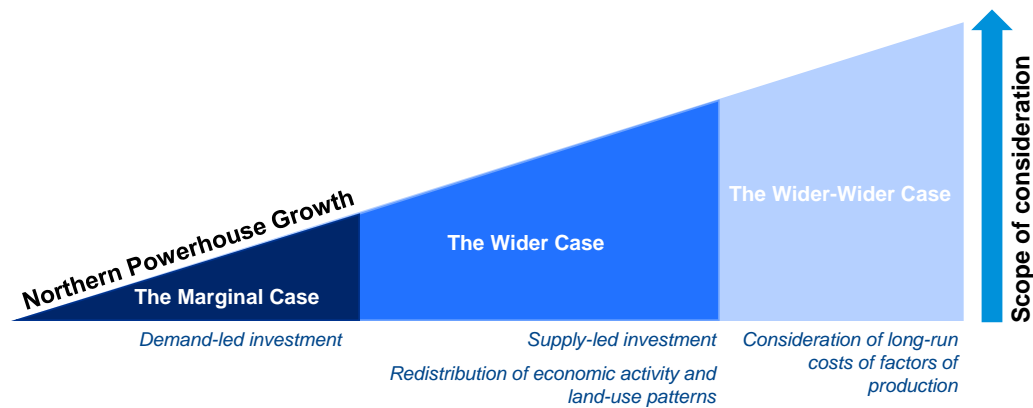 Northern Powerhouse Growth
The Marginal Case
The Wider Case
The Wider-Wider Case
Scope of consideration
Demand-led investment
Supply-led investment
Redistribution of economic activity and
land-use patterns
Consideration of long-run
costs of factors of
production